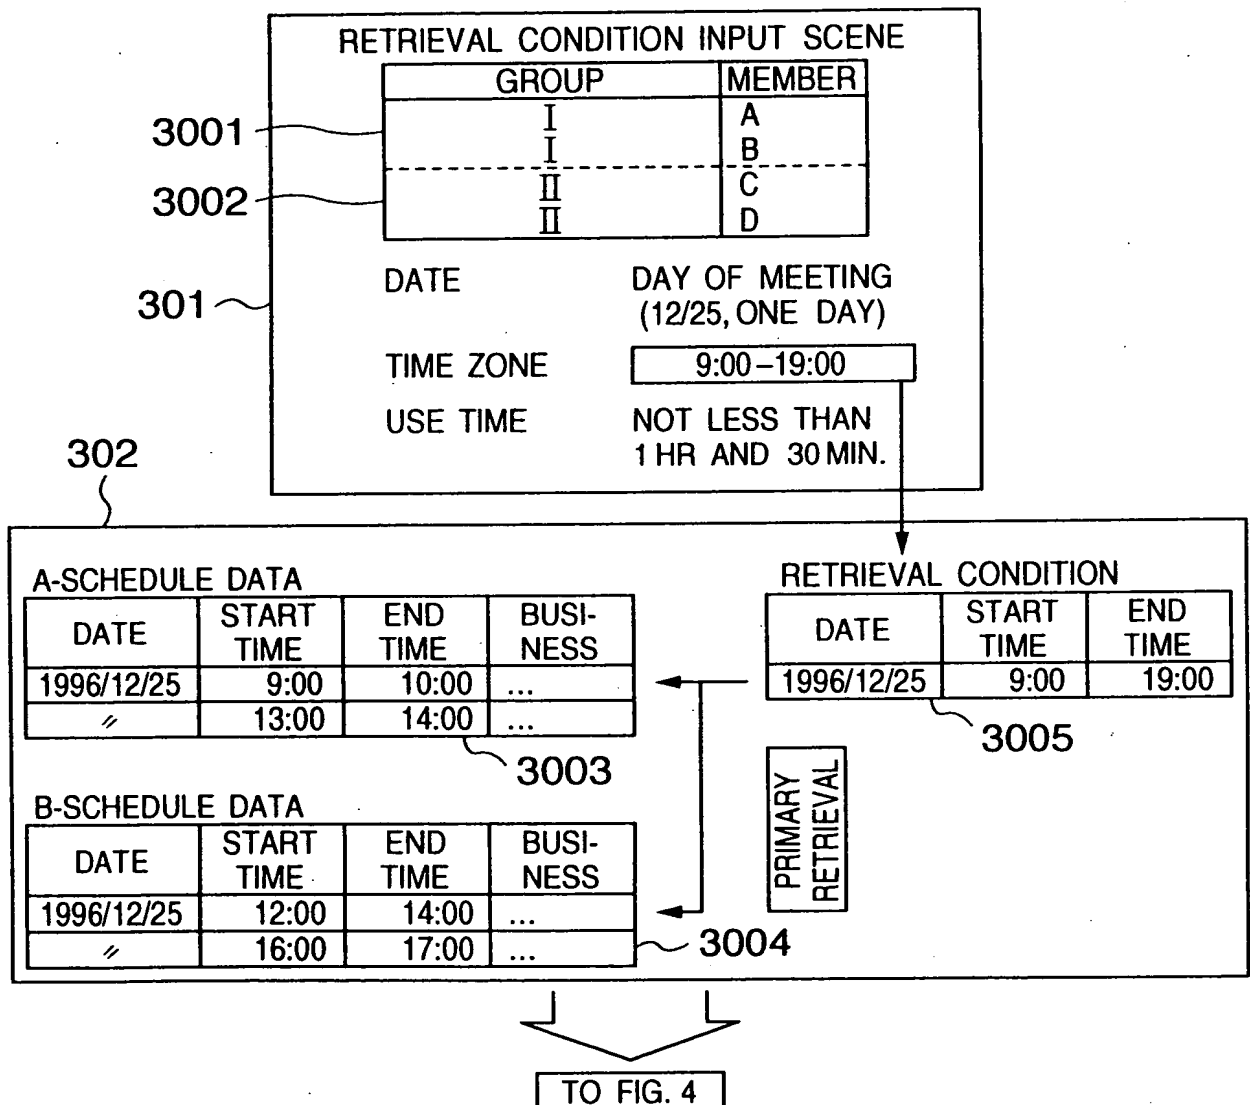 RETRIEVAL CONDITION INPUT SCENE
GROUP MEMBER
I A
3001
I B
II C
3002
II D
DATE DAY OF MEETING
(12/25, ONE DAY)
301
TIME ZONE 9:00–19:00
USE TIME NOT LESS THAN
1 HR AND 30 MIN.
302
A-SCHEDULE DATA
DATE START TIME END TIME BUSI-NESS
1996/12/25 9:00 10:00 ...
〃 13:00 14:00 ...
3003
RETRIEVAL CONDITION
DATE START TIME END TIME
1996/12/25 9:00 19:00
3005
PRIMARY
RETRIEVAL
B-SCHEDULE DATA
DATE START TIME END TIME BUSI-NESS
1996/12/25 12:00 14:00 ...
〃 16:00 17:00 ...
3004
TO FIG. 4